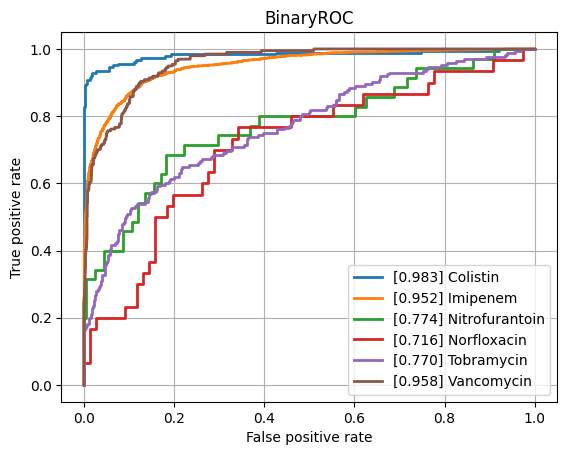 BinaryROC
True positive rate
1.0
0.8
0.6
0.4
0.2
0.0
[0.983] Colistin
[0.952] Imipenem
[0.774] Nitrofurantoin
[0.716] Norfloxacin
[0.770] Tobramycin
[0.958] Vancomycin
0.0 0.2 0.4 0.6 0.8 1.0
False positive rate